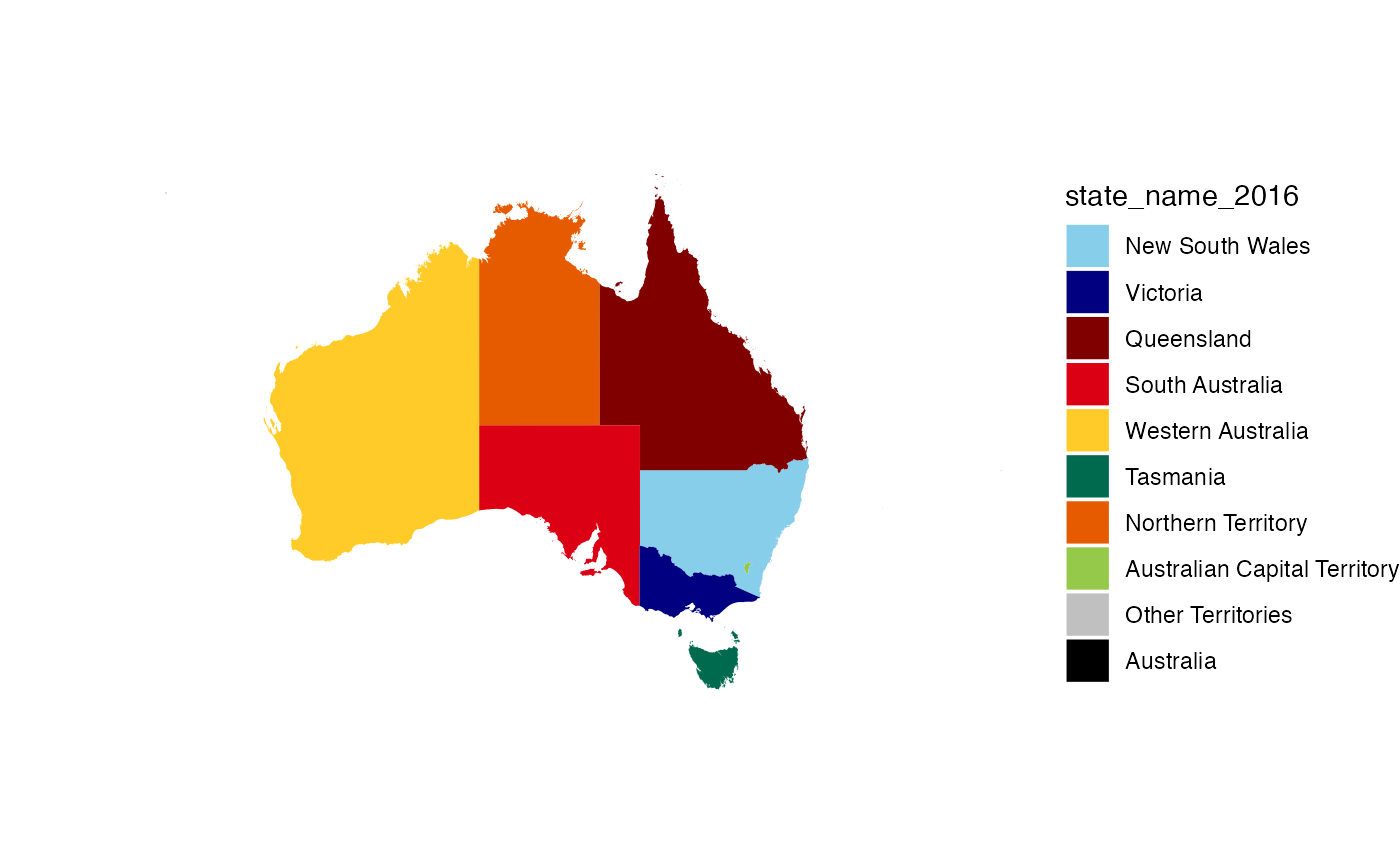 state_name_2016
New South Wales
Victoria
Queensland
South Australia
Western Australia
Tasmania
Northern Territory
Australian Capital Territory
Other Territories
Australia